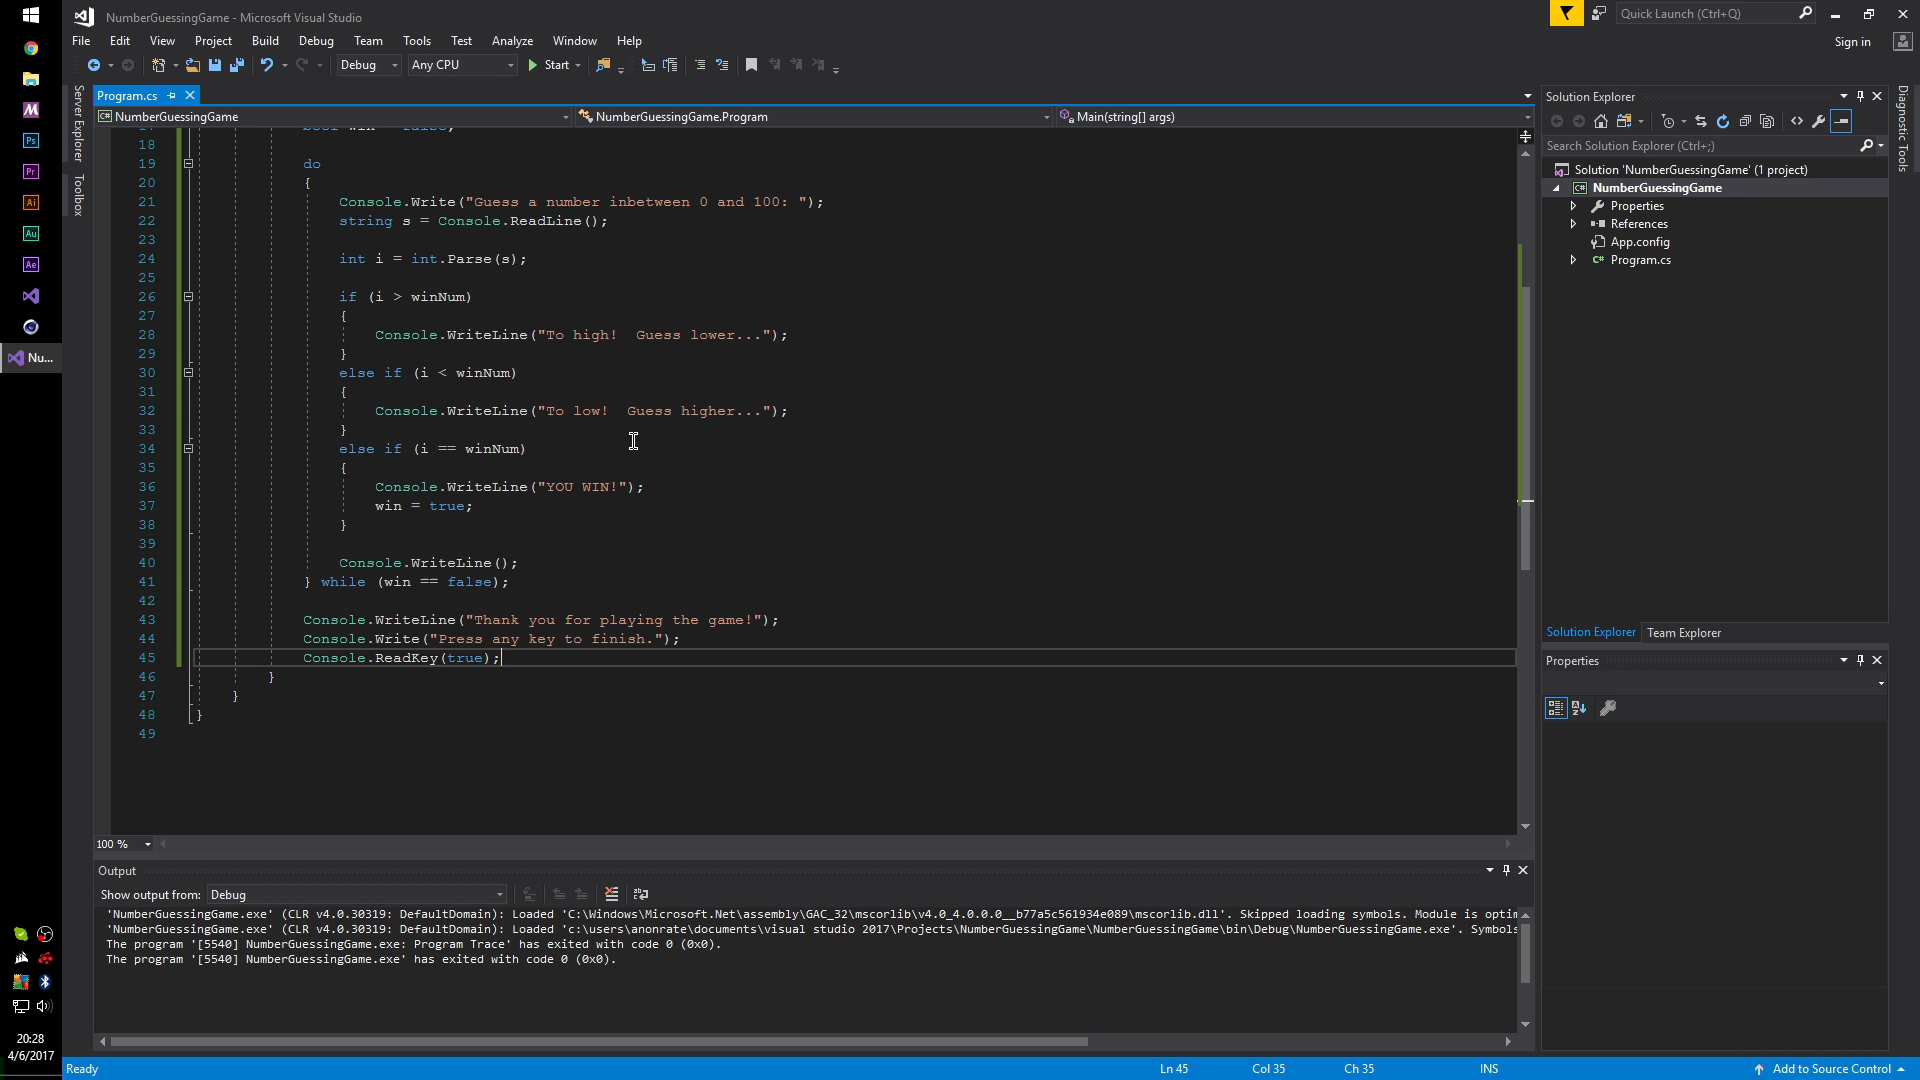 NumberGuessingGame - Microsoft Visual Studio
Quick Launch (Ctrl+Q)
File Edit View Project Build Debug Team Tools Test Analyze Window Help
Sign in
Debug Any CPU Start
Server Explorer
Toolbox
Program.cs
NumberGuessingGame NumberGuessingGame.Program Main(string[] args)
18
19 do
20 {
21 Console.Write("Guess a number inbetween 0 and 100: ");
22 string s = Console.ReadLine();
23
24 int i = int.Parse(s);
25
26 if (i > winNum)
27 {
28 Console.WriteLine("To high!  Guess lower...");
29 }
30 else if (i < winNum)
31 {
32 Console.WriteLine("To low!  Guess higher...");
33 }
34 else if (i == winNum)
35 {
36 Console.WriteLine("YOU WIN!");
37 win = true;
38 }
39
40 Console.WriteLine();
41 } while (win == false);
42
43 Console.WriteLine("Thank you for playing the game!");
44 Console.Write("Press any key to finish.");
45 Console.ReadKey(true);
46 }
47 }
48 }
49
100 %
Output
Show output from: Debug
'NumberGuessingGame.exe' (CLR v4.0.30319: DefaultDomain): Loaded 'C:\Windows\Microsoft.Net\assembly\GAC_32\mscorlib\v4.0_4.0.0.0__b77a5c561934e089\mscorlib.dll'. Skipped loading symbols. Module is optim
'NumberGuessingGame.exe' (CLR v4.0.30319: DefaultDomain): Loaded 'c:\users\anonrate\documents\visual studio 2017\Projects\NumberGuessingGame\NumberGuessingGame\bin\Debug\NumberGuessingGame.exe'. Symbols
The program '[5540] NumberGuessingGame.exe: Program Trace' has exited with code 0 (0x0).
The program '[5540] NumberGuessingGame.exe' has exited with code 0 (0x0).
Solution Explorer
Search Solution Explorer (Ctrl+;)
Solution 'NumberGuessingGame' (1 project)
C# NumberGuessingGame
Properties
References
App.config
C# Program.cs
Solution Explorer Team Explorer
Properties
Diagnostic Tools
M
Ps
Pr
Ai
Au
Ae
Nu...
20:28
4/6/2017
Ready Ln 45 Col 35 Ch 35 INS Add to Source Control